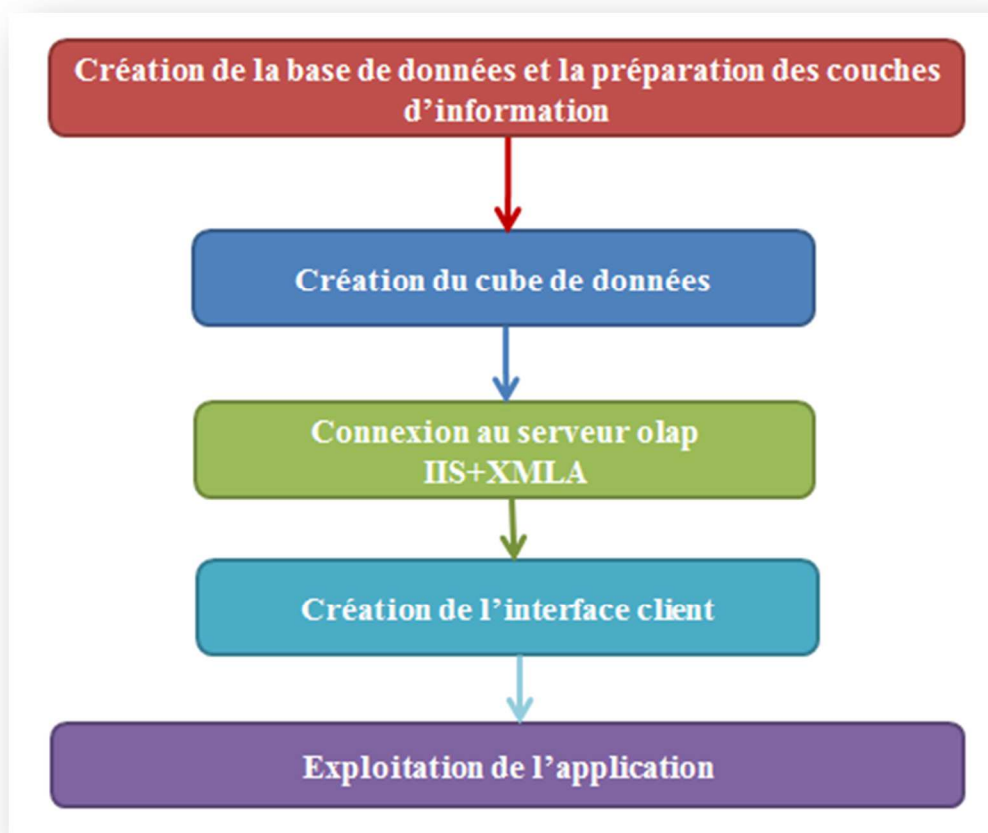 Création de la base de données et la préparation des couches
d’information
Création du cube de données
Connexion au serveur olap
IIS+XMLA
Création de l’interface client
Exploitation de l’application